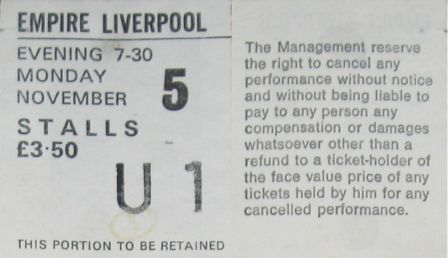 EMPIRE LIVERPOOL
EVENING 7-30
MONDAY
NOVEMBER 5
STALLS
£3·50
U 1
THIS PORTION TO BE RETAINED
The Management reserve
the right to cancel any
performance without notice
and without being liable to
pay to any person any
compensation or damages
whatsoever other than a
refund to a ticket-holder of
the face value price of any
tickets held by him for any
cancelled performance.